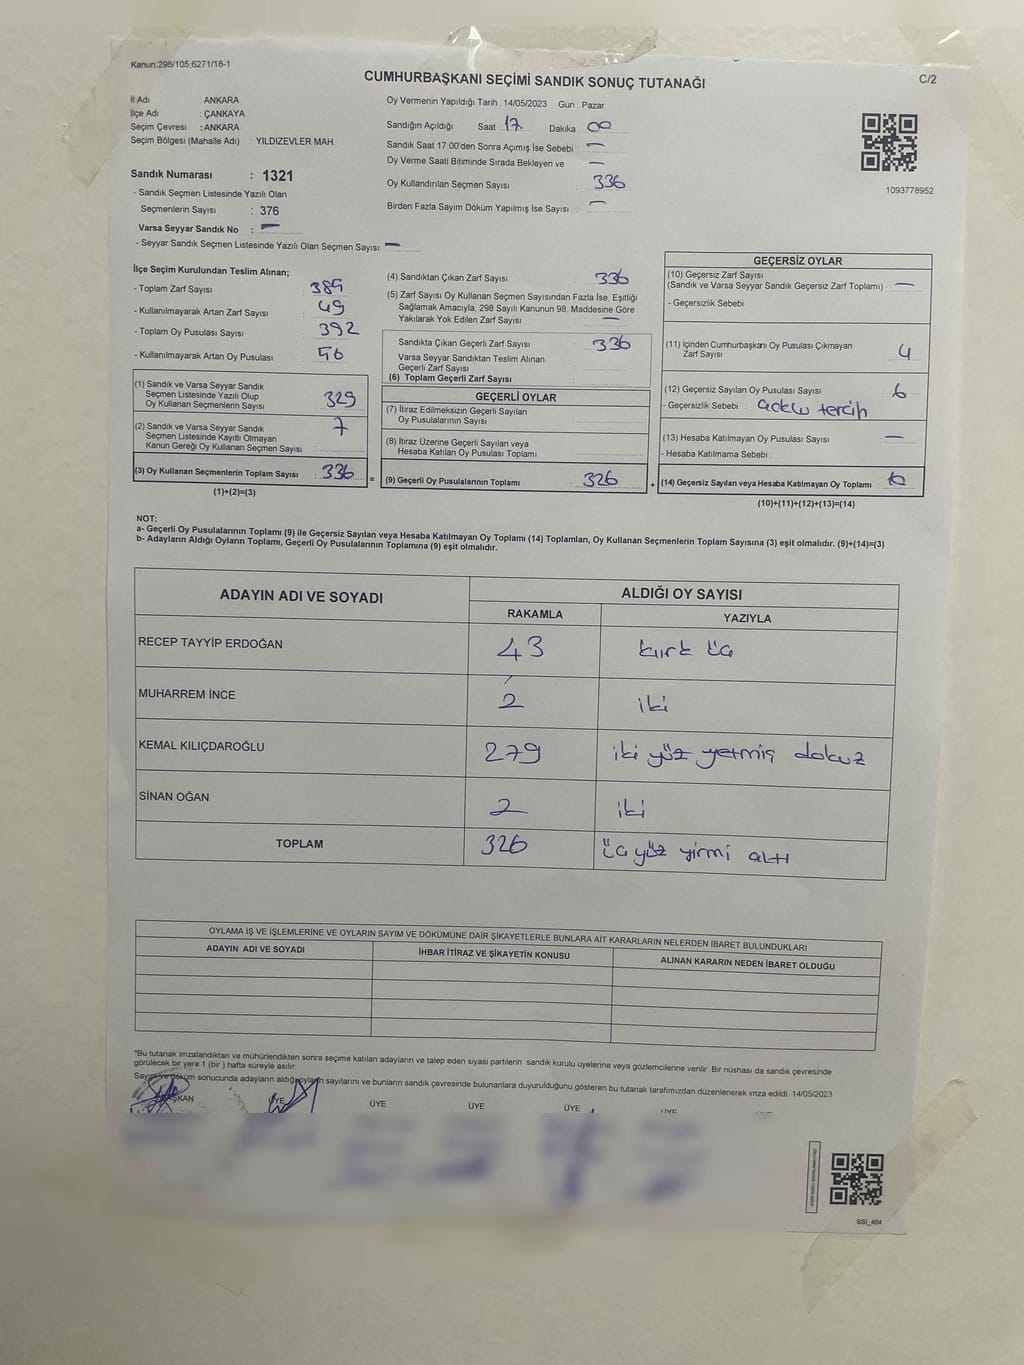 Kanun:298/105;6271/18-1
CUMHURBAŞKANI SEÇİMİ SANDIK SONUÇ TUTANAĞI
C/2
İl Adı : ANKARA
İlçe Adı : ÇANKAYA
Seçim Çevresi : ANKARA
Seçim Bölgesi (Mahalle Adı) : YILDIZEVLER MAH.
Sandık Numarası : 1321
- Sandık Seçmen Listesinde Yazılı Olan
Seçmenlerin Sayısı : 376
Varsa Seyyar Sandık No : —
- Seyyar Sandık Seçmen Listesinde Yazılı Olan Seçmen Sayısı: —
Oy Vermenin Yapıldığı Tarih : 14/05/2023 Gün : Pazar
Sandığın Açıldığı Saat 17. Dakika 00
Sandık Saat 17:00'den Sonra Açımış İse Sebebi : —
Oy Verme Saati Bitiminde Sırada Bekleyen ve —
Oy Kullandırılan Seçmen Sayısı 336
Birden Fazla Sayım Döküm Yapılmış İse Sayısı : —
1093778952
İlçe Seçim Kurulundan Teslim Alınan;
- Toplam Zarf Sayısı : 385
- Kullanılmayarak Artan Zarf Sayısı : 49
- Toplam Oy Pusulası Sayısı : 392
- Kullanılmayarak Artan Oy Pusulası : 56
(1) Sandık ve Varsa Seyyar Sandık
Seçmen Listesinde Yazılı Olup
Oy Kullanan Seçmenlerin Sayısı : 329
(2) Sandık ve Varsa Seyyar Sandık
Seçmen Listesinde Kayıtlı Olmayan
Kanun Gereği Oy Kullanan Seçmen Sayısı : 7
(3) Oy Kullanan Seçmenlerin Toplam Sayısı : 336
(1)+(2)=(3)
(4) Sandıktan Çıkan Zarf Sayısı : 336
(5) Zarf Sayısı Oy Kullanan Seçmen Sayısından Fazla İse, Eşitliği
Sağlamak Amacıyla, 298 Sayılı Kanunun 98. Maddesine Göre
Yakılarak Yok Edilen Zarf Sayısı : —
Sandıkta Çıkan Geçerli Zarf Sayısı : 336
Varsa Seyyar Sandıktan Teslim Alınan
Geçerli Zarf Sayısı :
(6) Toplam Geçerli Zarf Sayısı :
GEÇERLİ OYLAR
(7) İtiraz Edilmeksizin Geçerli Sayılan
Oy Pusulalarının Sayısı :
(8) İtiraz Üzerine Geçerli Sayılan veya
Hesaba Katılan Oy Pusulası Toplamı :
(9) Geçerli Oy Pusulalarının Toplamı : 326
GEÇERSİZ OYLAR
(10) Geçersiz Zarf Sayısı
(Sandık ve Varsa Seyyar Sandık Geçersiz Zarf Toplamı) : —
- Geçersizlik Sebebi
(11) İçinden Cumhurbaşkanı Oy Pusulası Çıkmayan
Zarf Sayısı 4
(12) Geçersiz Sayılan Oy Pusulası Sayısı : 6
- Geçersizlik Sebebi : Çoklu tercih
(13) Hesaba Katılmayan Oy Pusulası Sayısı : —
- Hesaba Katılmama Sebebi :
(14) Geçersiz Sayılan veya Hesaba Katılmayan Oy Toplamı : 10
(10)+(11)+(12)+(13)=(14)
NOT:
a- Geçerli Oy Pusulalarının Toplamı (9) ile Geçersiz Sayılan veya Hesaba Katılmayan Oy Toplamı (14) Toplamları, Oy Kullanan Seçmenlerin Toplam Sayısına (3) eşit olmalıdır. (9)+(14)=(3)
b- Adayların Aldığı Oyların Toplamı, Geçerli Oy Pusulalarının Toplamına (9) eşit olmalıdır.
ADAYIN ADI VE SOYADI ALDIĞI OY SAYISI
RAKAMLA YAZIYLA
RECEP TAYYİP ERDOĞAN 43 kırk üç
MUHARREM İNCE 2 iki
KEMAL KILIÇDAROĞLU 279 iki yüz yetmiş dokuz
SİNAN OĞAN 2 iki
TOPLAM 326 üç yüz yirmi altı
OYLAMA İŞ VE İŞLEMLERİNE VE OYLARIN SAYIM VE DÖKÜMÜNE DAİR ŞİKAYETLERLE BUNLARA AİT KARARLARIN NELERDEN İBARET BULUNDUKLARI
ADAYIN ADI VE SOYADI İHBAR İTİRAZ VE ŞİKAYETİN KONUSU ALINAN KARARIN NEDEN İBARET OLDUĞU
*Bu tutanak imzalandıktan ve mühürlendikten sonra seçime katılan adayların ve talep eden siyasi partilerin sandık kurulu üyelerine veya gözlemcilerine verilir. Bir nüshası da sandık çevresinde
görülecek bir yere 1 (bir) hafta süreyle asılır.
Sayım ve döküm sonucunda adayların aldığı oyların sayılarını ve bunların sandık çevresinde bulunanlara duyurulduğunu gösteren bu tutanak tarafımızdan düzenlenerek imza edildi. 14/05/2023
ÜYE ÜYE ÜYE ÜYE ÜYE
SSI_404